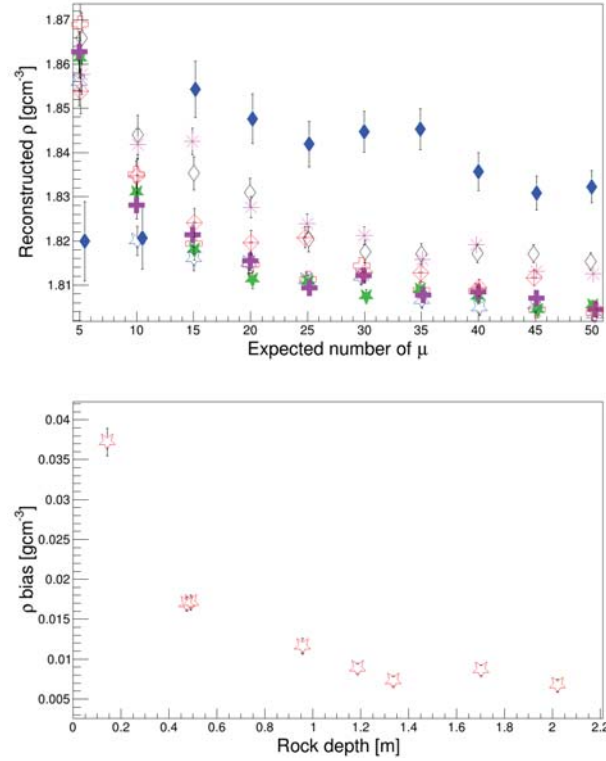 1.87
1.86
1.85
1.84
1.83
1.82
1.81
Reconstructed ρ [gcm⁻³]
5 10 15 20 25 30 35 40 45 50
Expected number of μ
0.04
0.035
0.03
0.025
0.02
0.015
0.01
0.005
ρ bias [gcm⁻³]
0 0.2 0.4 0.6 0.8 1 1.2 1.4 1.6 1.8 2 2.2
Rock depth [m]